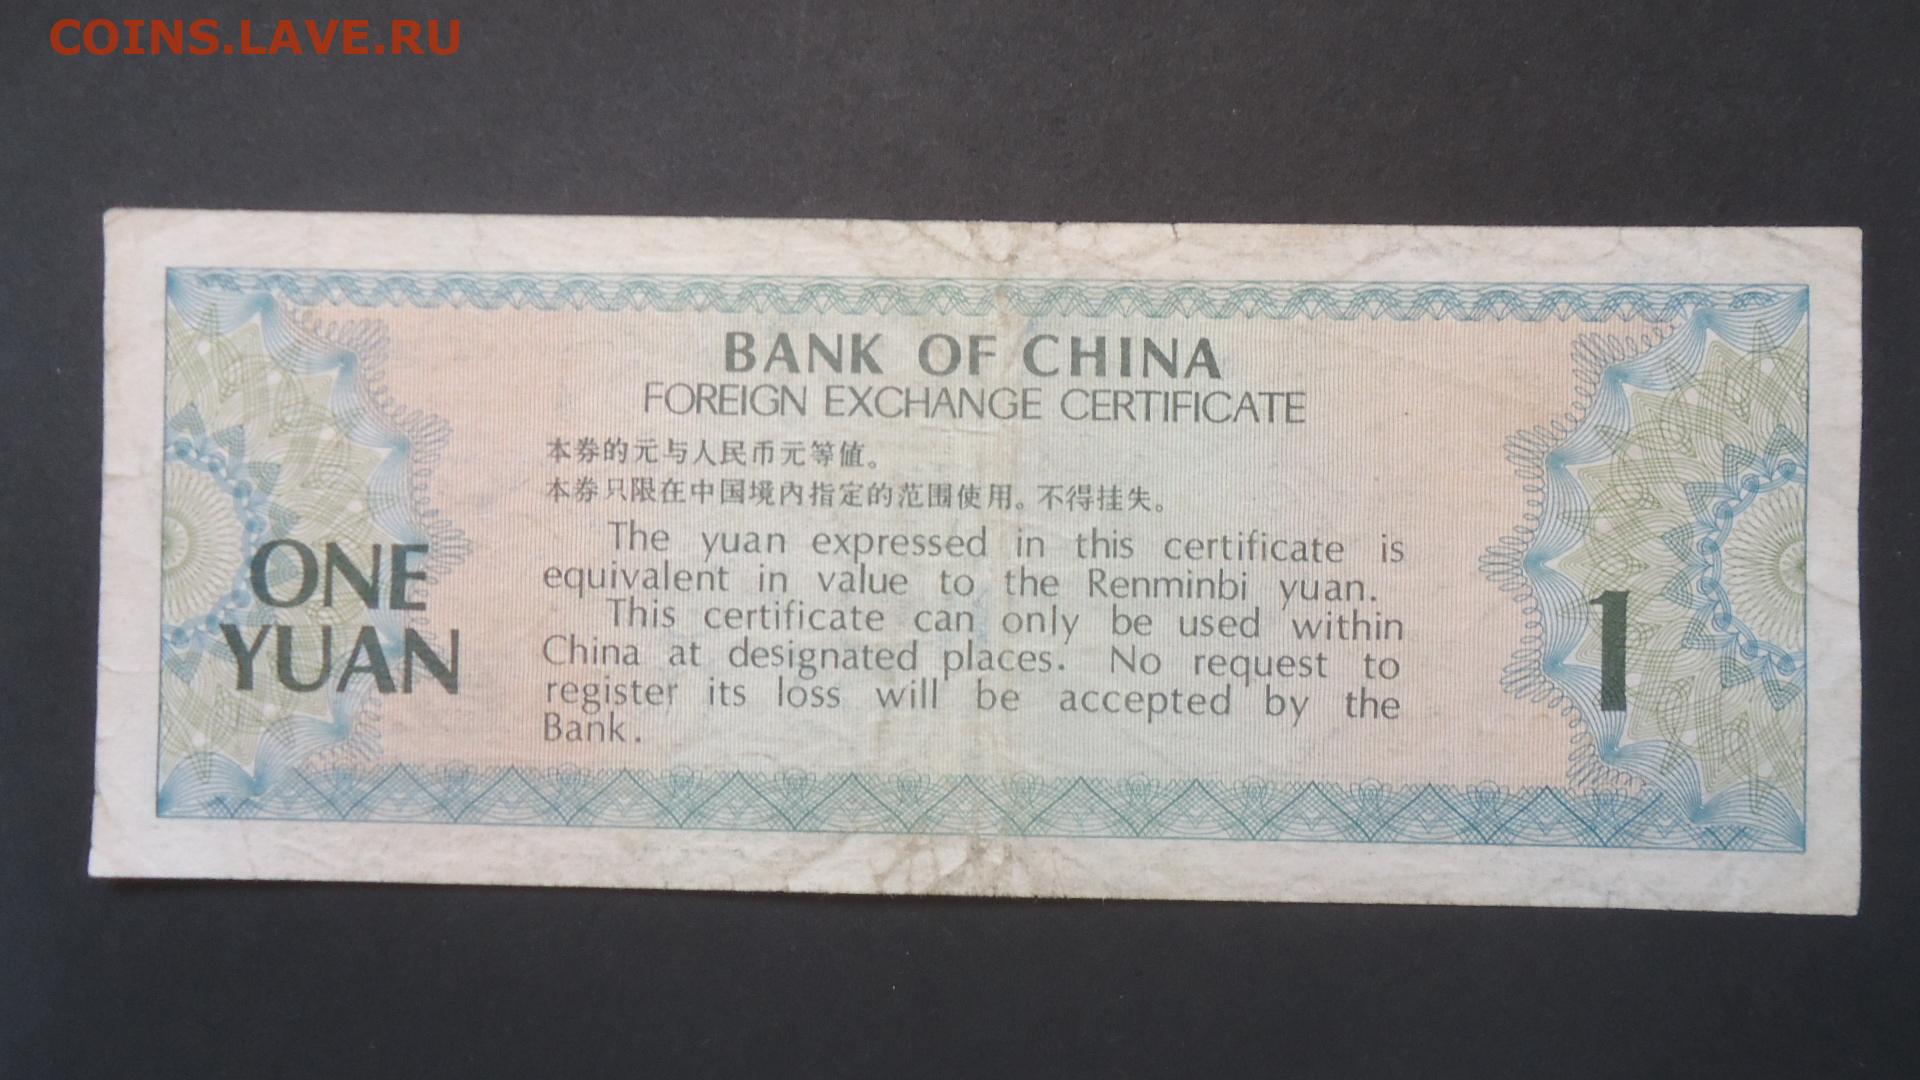 COINS.LAVE.RU
BANK OF CHINA
FOREIGN EXCHANGE CERTIFICATE
本券的元与人民币元等值。
本券只限在中国境内指定的范围使用。不得挂失。
The yuan expressed in this certificate is
equivalent in value to the Renminbi yuan.
This certificate can only be used within
China at designated places. No request to
register its loss will be accepted by the
Bank.
ONE
YUAN
1